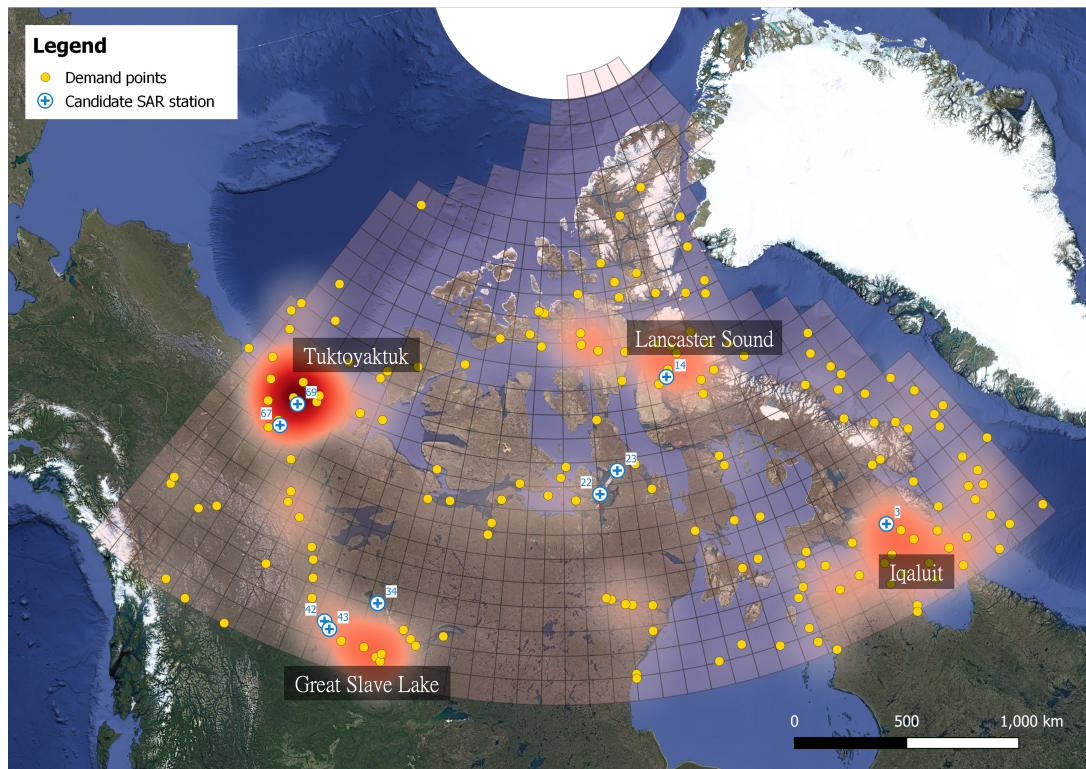 Legend
Demand points
Candidate SAR station
Lancaster Sound
14
Tuktoyaktuk
69
67
23
22
3
Iqaluit
34
42
43
Great Slave Lake
0 500 1,000 km